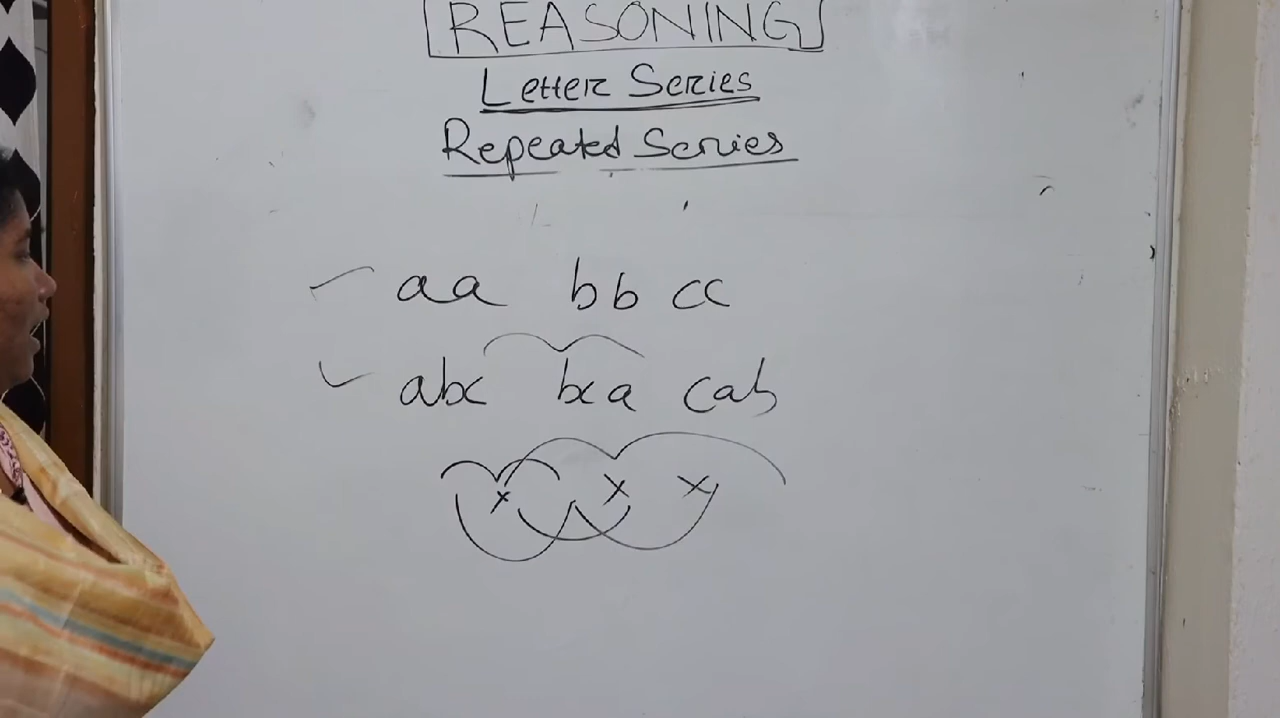 REASONING
Letter Series
Repeated Series
aa bb cc
abc bca cab
x x x